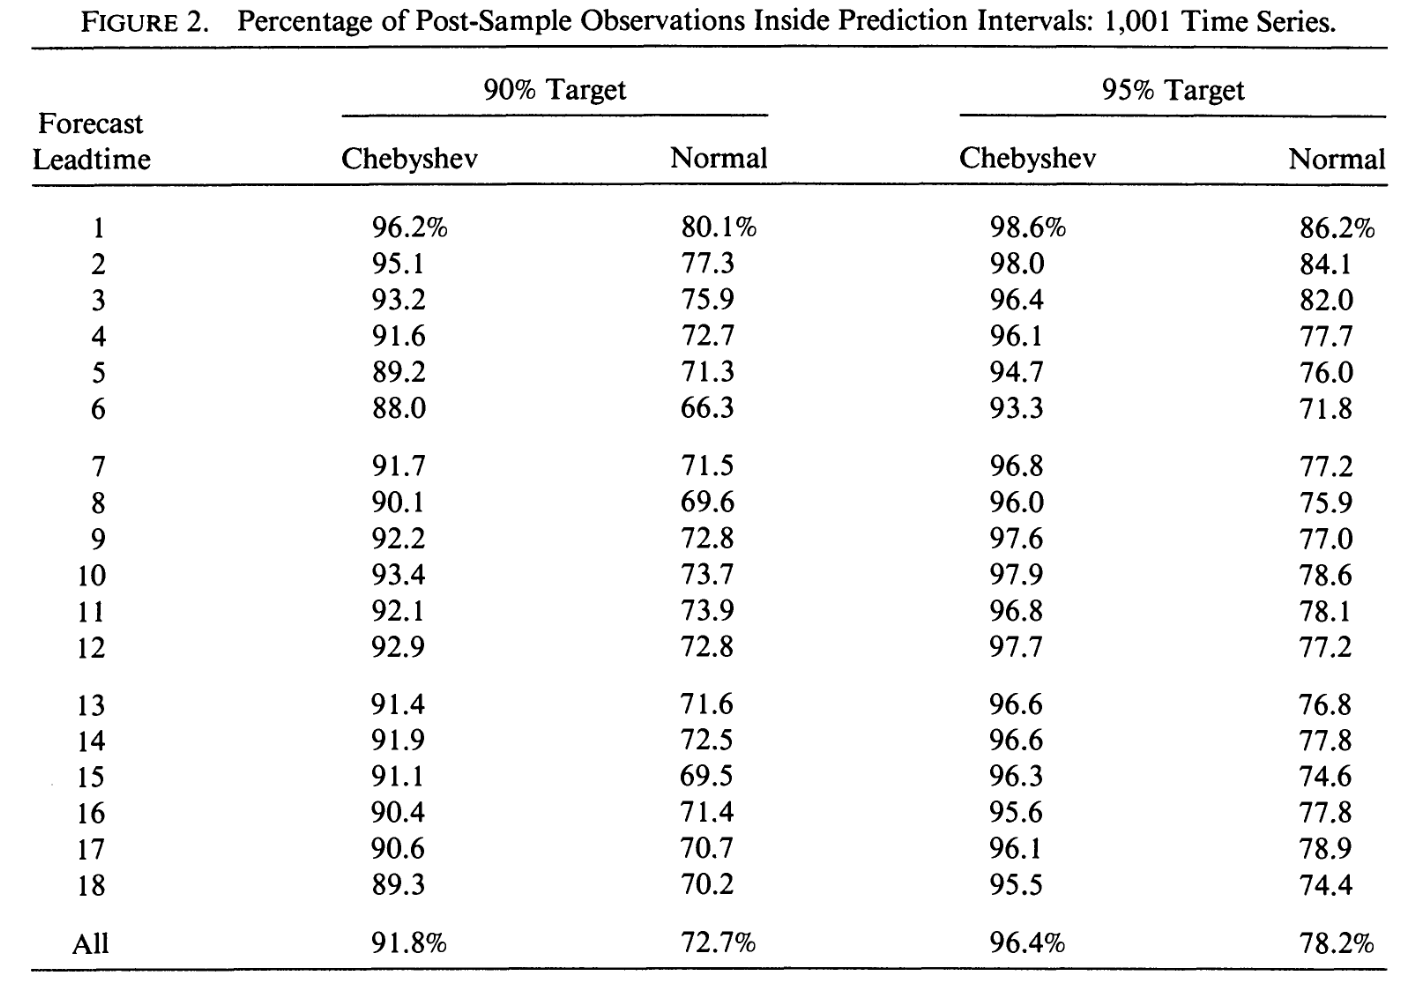 FIGURE 2. Percentage of Post-Sample Observations Inside Prediction Intervals: 1,001 Time Series.
90% Target 95% Target
Forecast
Leadtime Chebyshev Normal Chebyshev Normal
1 96.2% 80.1% 98.6% 86.2%
2 95.1 77.3 98.0 84.1
3 93.2 75.9 96.4 82.0
4 91.6 72.7 96.1 77.7
5 89.2 71.3 94.7 76.0
6 88.0 66.3 93.3 71.8
7 91.7 71.5 96.8 77.2
8 90.1 69.6 96.0 75.9
9 92.2 72.8 97.6 77.0
10 93.4 73.7 97.9 78.6
11 92.1 73.9 96.8 78.1
12 92.9 72.8 97.7 77.2
13 91.4 71.6 96.6 76.8
14 91.9 72.5 96.6 77.8
15 91.1 69.5 96.3 74.6
16 90.4 71.4 95.6 77.8
17 90.6 70.7 96.1 78.9
18 89.3 70.2 95.5 74.4
All 91.8% 72.7% 96.4% 78.2%